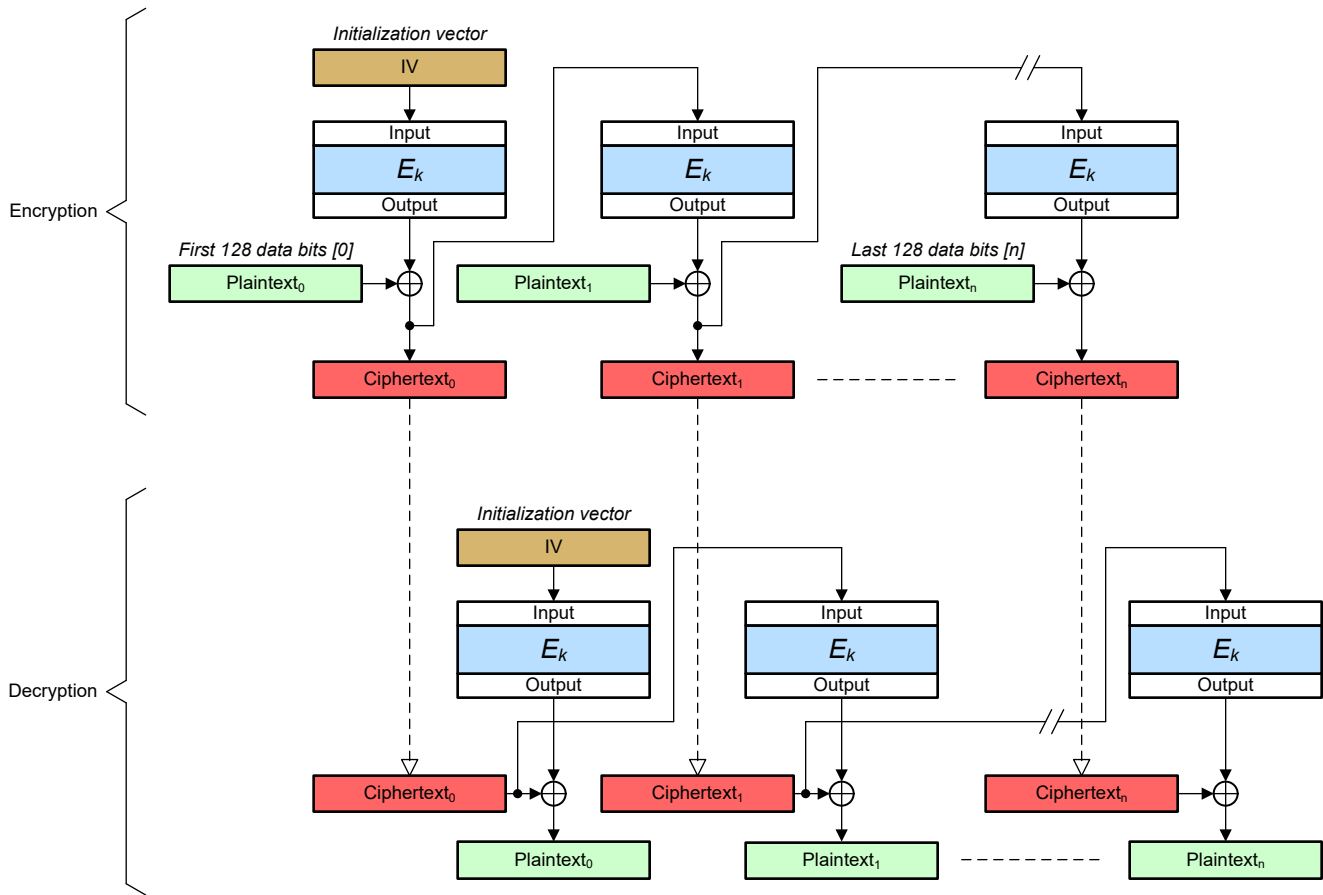 Initialization vector
IV
Input Input Input
Eₖ Eₖ Eₖ
Output Output Output
Encryption
First 128 data bits [0] Last 128 data bits [n]
Plaintext₀ Plaintext₁ Plaintextₙ
Ciphertext₀ Ciphertext₁ Ciphertextₙ
Initialization vector
IV
Input Input Input
Eₖ Eₖ Eₖ
Output Output Output
Decryption
Ciphertext₀ Ciphertext₁ Ciphertextₙ
Plaintext₀ Plaintext₁ Plaintextₙ